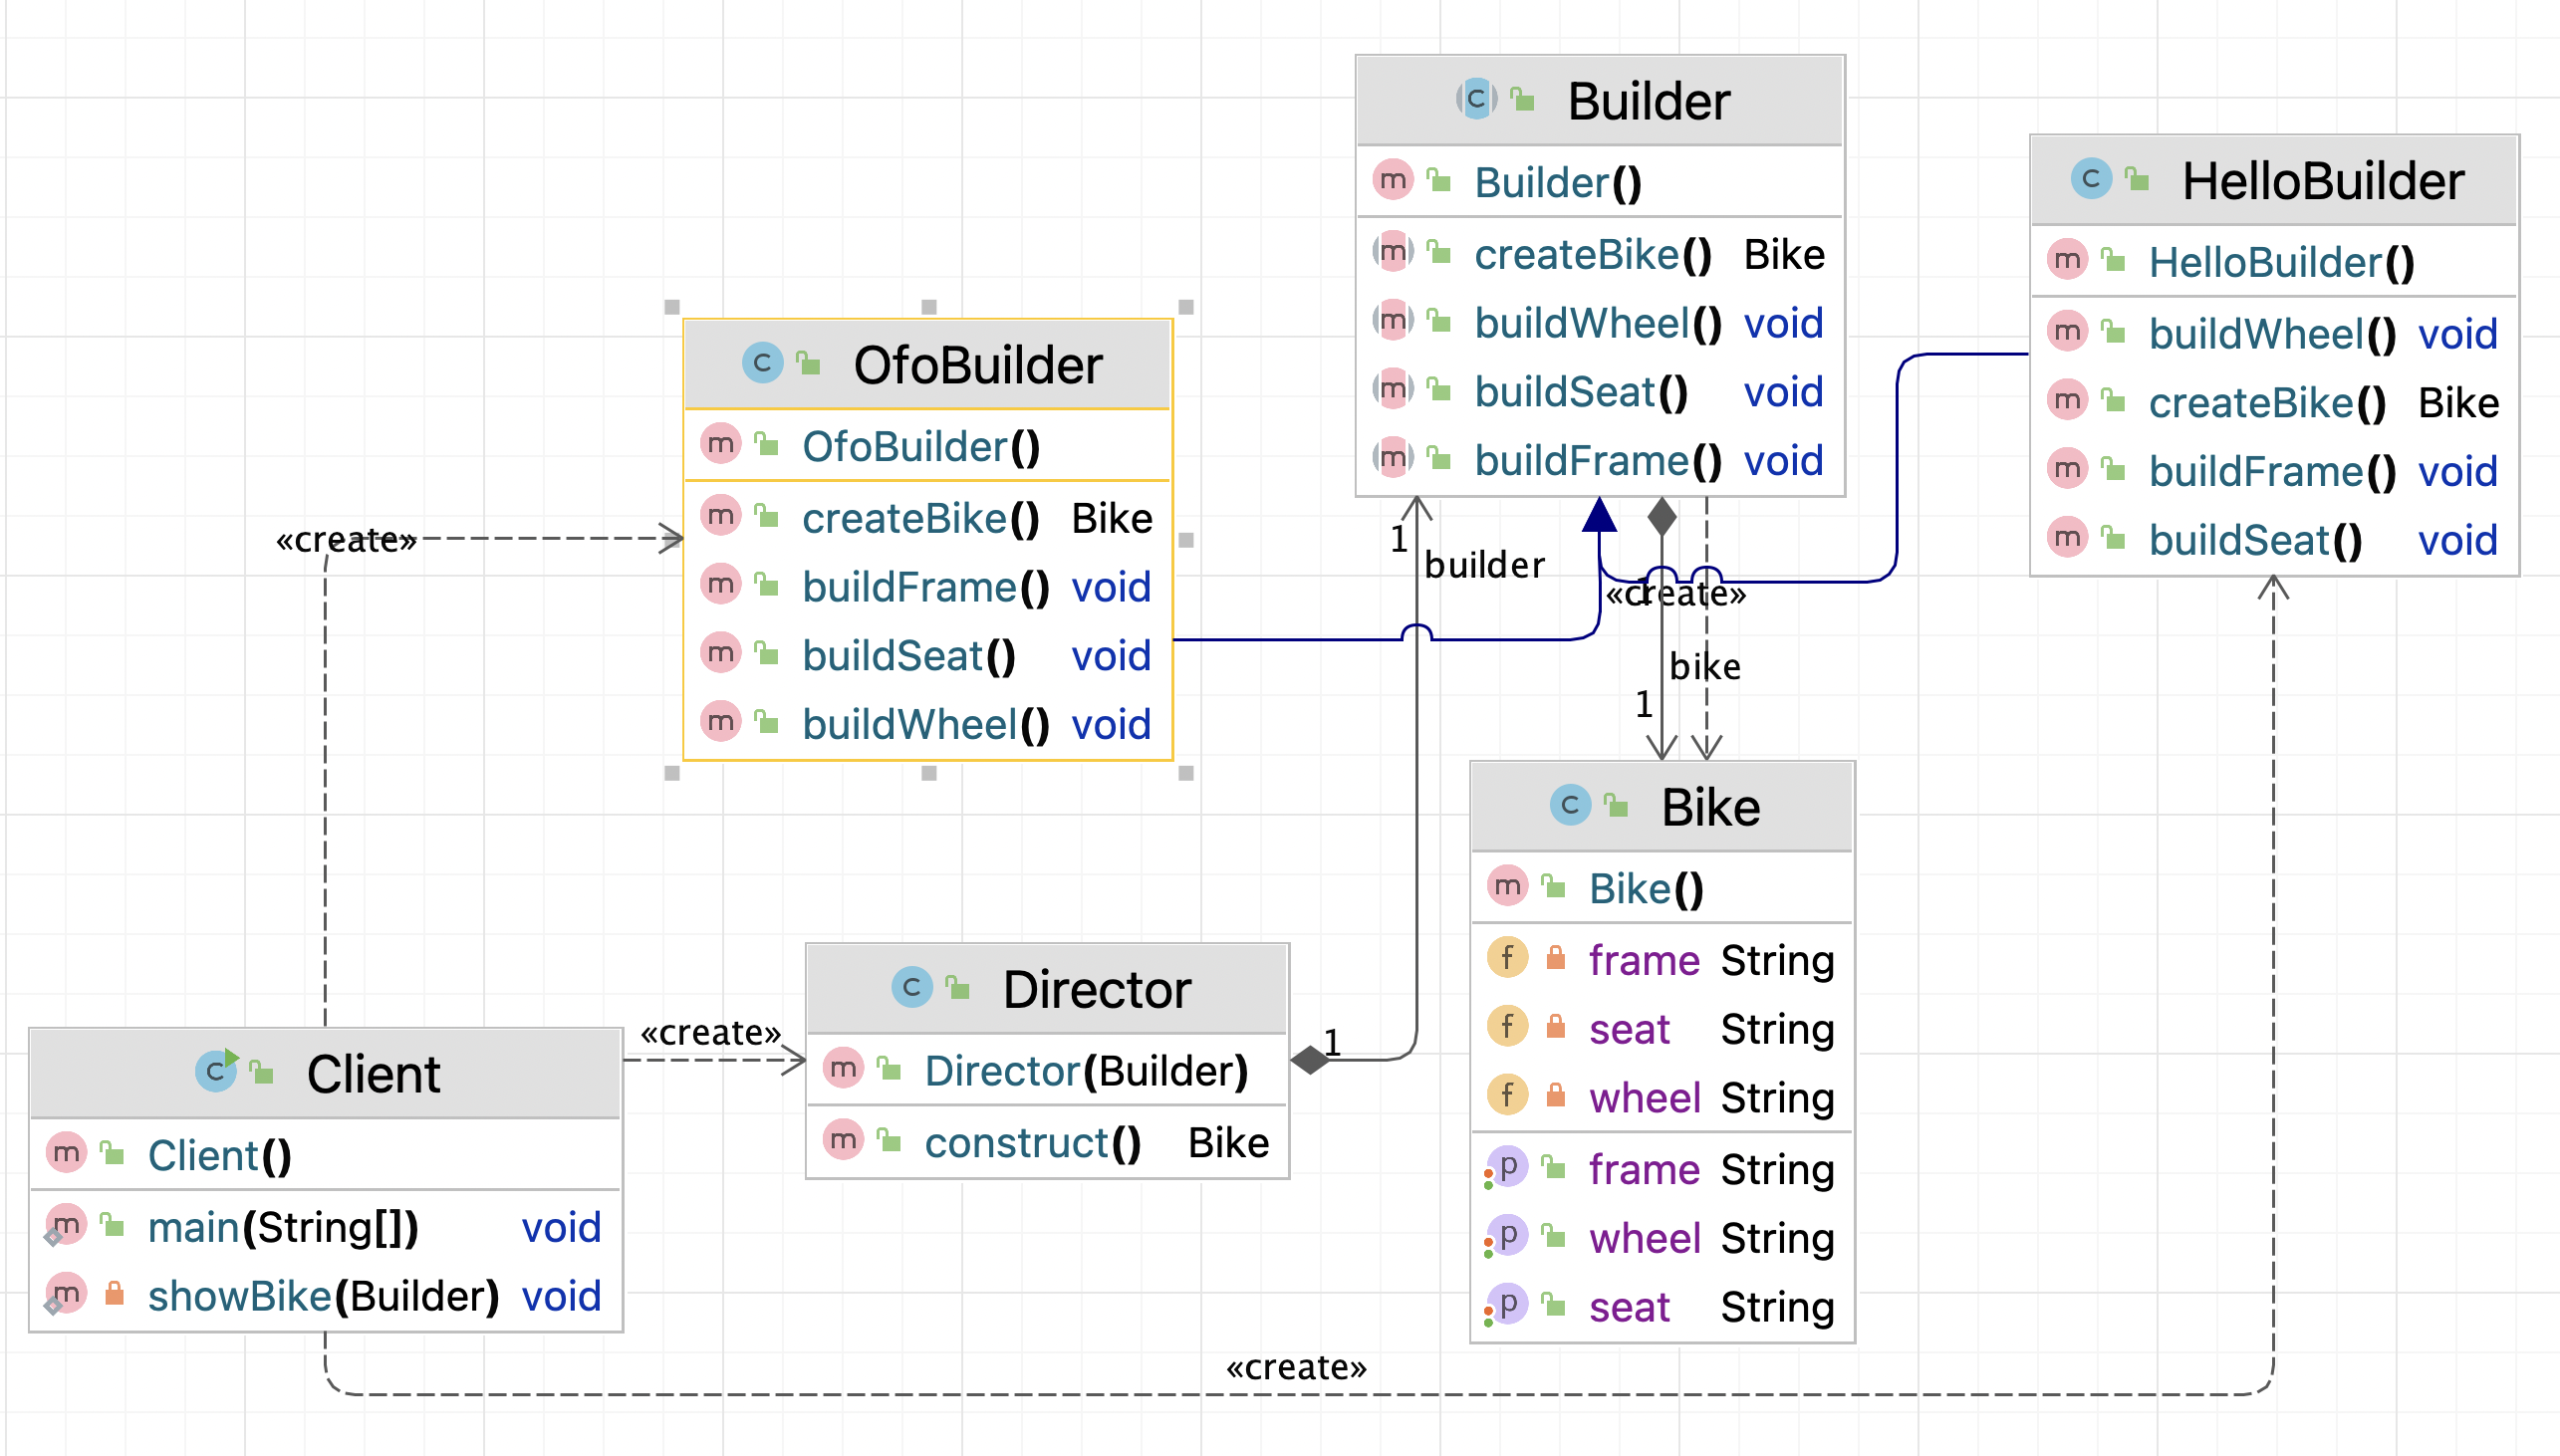 Builder
Builder()
createBike() Bike
buildWheel() void
buildSeat() void
buildFrame() void
HelloBuilder
HelloBuilder()
buildWheel() void
createBike() Bike
buildFrame() void
buildSeat() void
OfoBuilder
OfoBuilder()
createBike() Bike
buildFrame() void
buildSeat() void
buildWheel() void
«create»
1
builder
1
«create»
bike
1
Bike
Bike()
f frame String
f seat String
f wheel String
p frame String
p wheel String
p seat String
Director
Director(Builder)
construct() Bike
1
«create»
Client
Client()
main(String[]) void
showBike(Builder) void
«create»